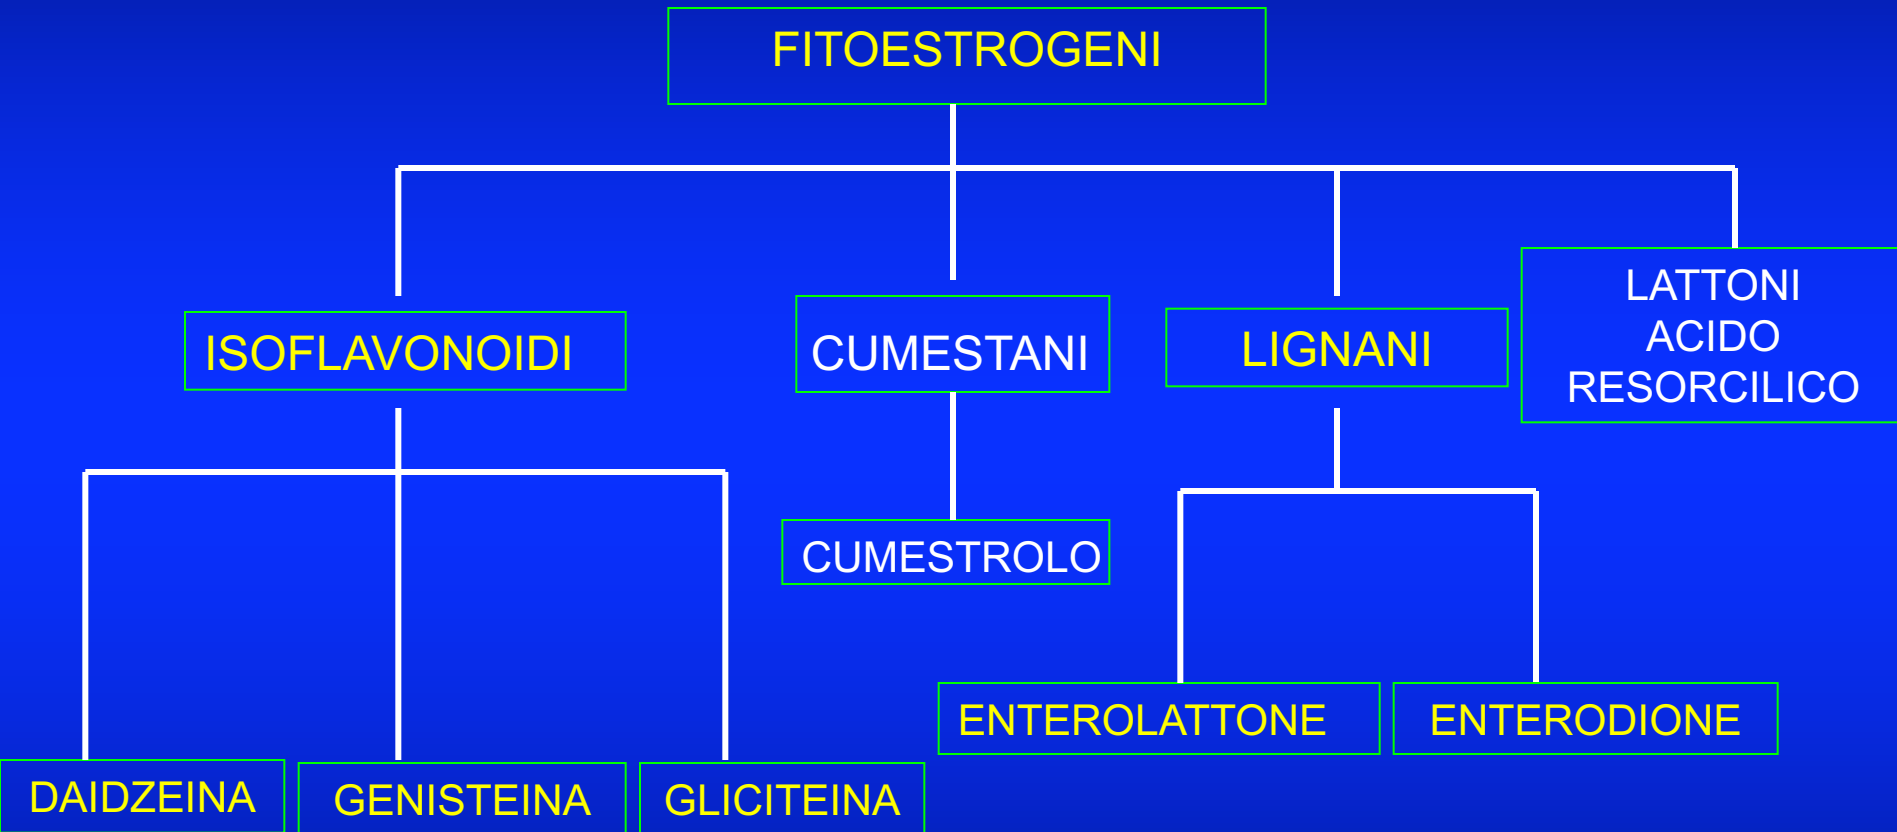 FITOESTROGENI
ISOFLAVONOIDI
CUMESTANI
LIGNANI
LATTONI
ACIDO
RESORCILICO
CUMESTROLO
ENTEROLATTONE
ENTERODIONE
DAIDZEINA
GENISTEINA
GLICITEINA